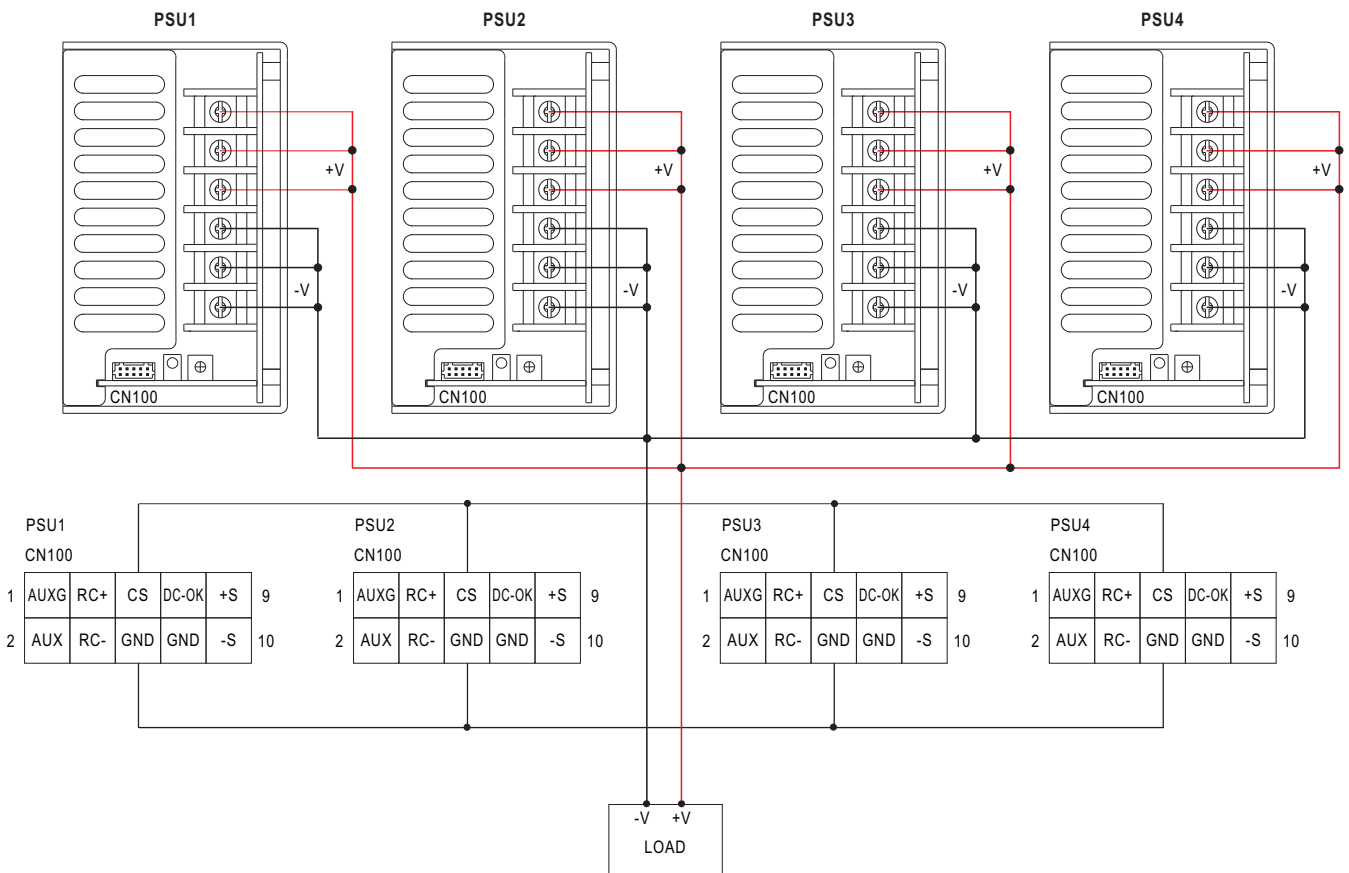 PSU1 PSU2 PSU3 PSU4
+V +V +V +V
-V -V -V -V
CN100 CN100 CN100 CN100
PSU1 PSU2 PSU3 PSU4
CN100 CN100 CN100 CN100
1 AUXG RC+ CS DC-OK +S 9 1 AUXG RC+ CS DC-OK +S 9 1 AUXG RC+ CS DC-OK +S 9 1 AUXG RC+ CS DC-OK +S 9
2 AUX RC- GND GND -S 10 2 AUX RC- GND GND -S 10 2 AUX RC- GND GND -S 10 2 AUX RC- GND GND -S 10
-V +V
LOAD